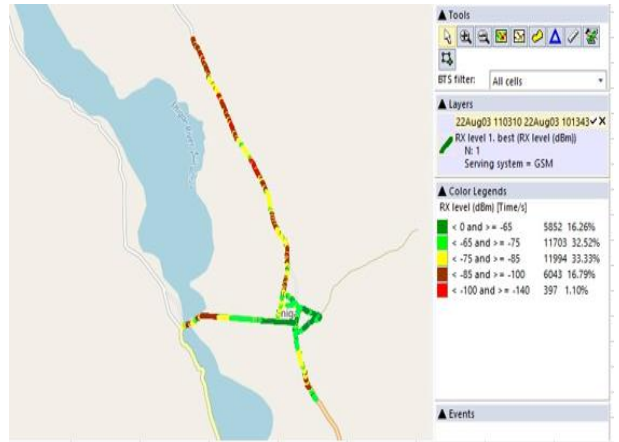 Tools
BTS filter: All cells
Layers
22Aug03 110310 22Aug03 101343
RX level 1. best (RX level (dBm))
N: 1
Serving system = GSM
Color Legends
RX level (dBm) [Time/s]
< 0 and >= -65 5852 16.26%
< -65 and >= -75 11703 32.52%
< -75 and >= -85 11994 33.33%
< -85 and >= -100 6043 16.79%
< -100 and >= -140 397 1.10%
Events